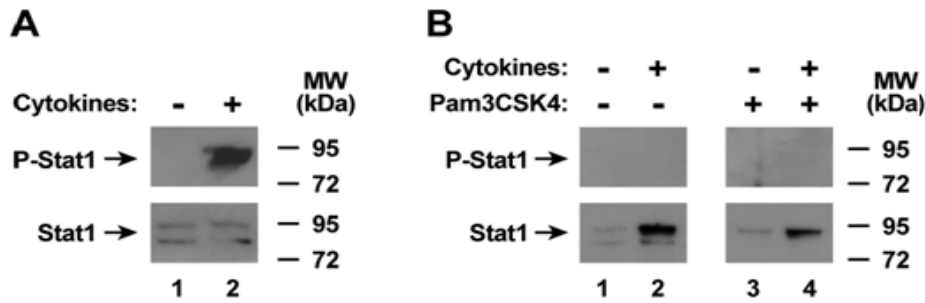 A
Cytokines: - +
MW
(kDa)
P-Stat1 → — 95
— 72
Stat1 → — 95
— 72
1 2
B
Cytokines: - + - +
Pam3CSK4: - - + +
MW
(kDa)
P-Stat1 → — 95
— 72
Stat1 → — 95
— 72
1 2 3 4